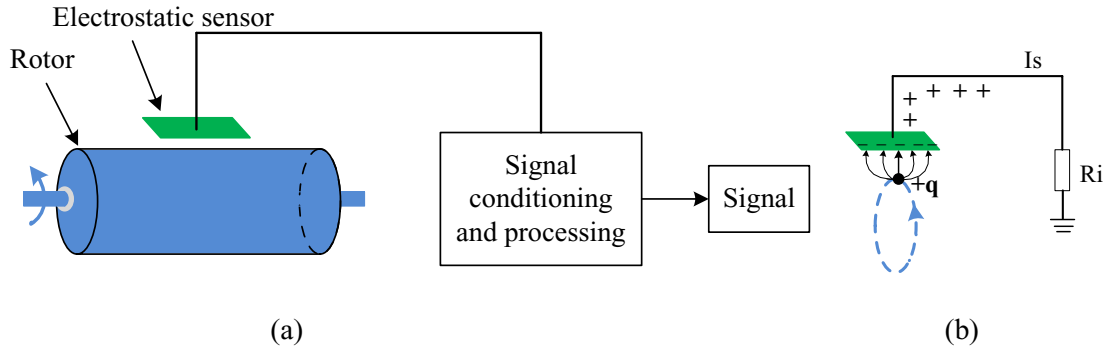 Electrostatic sensor
Rotor
Signal
conditioning
and processing
Signal
(a)
Is
+ + + +
+
+q
Ri
(b)